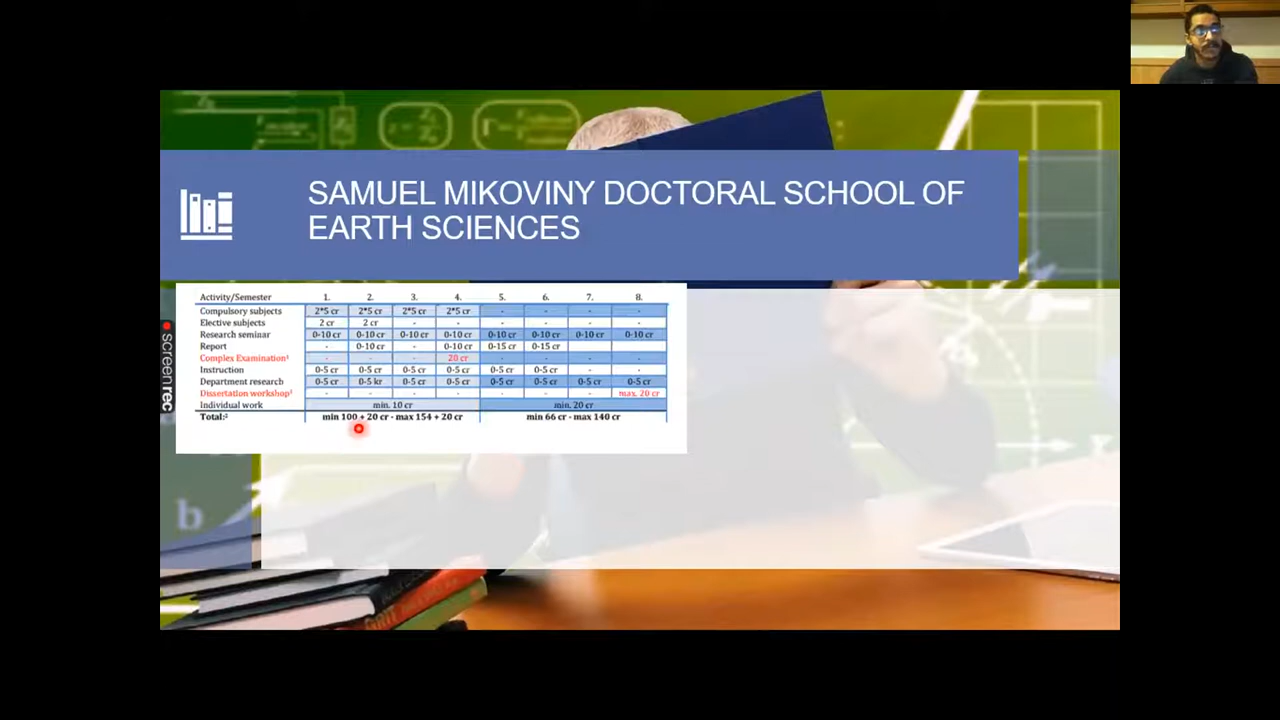 SAMUEL MIKOVINY DOCTORAL SCHOOL OF
EARTH SCIENCES
Activity/Semester 1. 2. 3. 4. 5. 6. 7. 8.
Compulsory subjects 2*5 cr 2*5 cr 2*5 cr 2*5 cr - - - -
Elective subjects 2 cr 2 cr - - - - - -
Research seminar 0-10 cr 0-10 cr 0-10 cr 0-10 cr 0-10 cr 0-10 cr 0-10 cr 0-10 cr
Report - 0-10 cr - 0-10 cr 0-15 cr 0-15 cr
Complex Examination¹ - - - 20 cr - - - -
Instruction 0-5 cr 0-5 cr 0-5 cr 0-5 cr 0-5 cr 0-5 cr - -
Department research 0-5 cr 0-5 kr 0-5 cr 0-5 cr 0-5 cr 0-5 cr 0-5 cr 0-5 cr
Dissertation workshop² - - - - - - - max. 20 cr
Individual work min. 10 cr min. 20 cr
Total:² min 100 + 20 cr - max 154 + 20 cr min 66 cr - max 140 cr
screenrec
b
GRIT